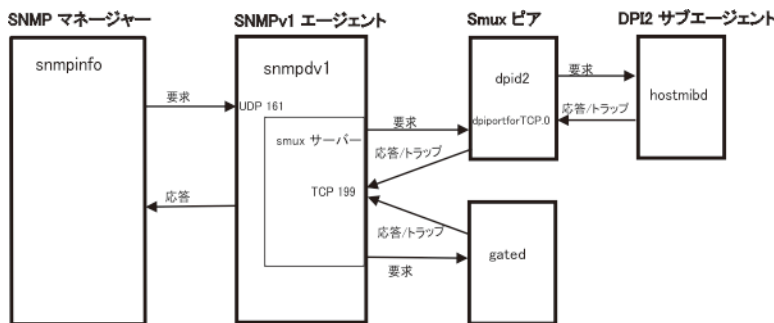 SNMP マネージャー
SNMPv1 エージェント
Smux ピア
DPI2 サブエージェント
snmpinfo
snmpdv1
dpid2
hostmibd
要求
UDP 161
smux サーバー
要求
dpiportforTCP.0
要求
応答/トラップ
応答/トラップ
TCP 199
応答
応答/トラップ
要求
gated